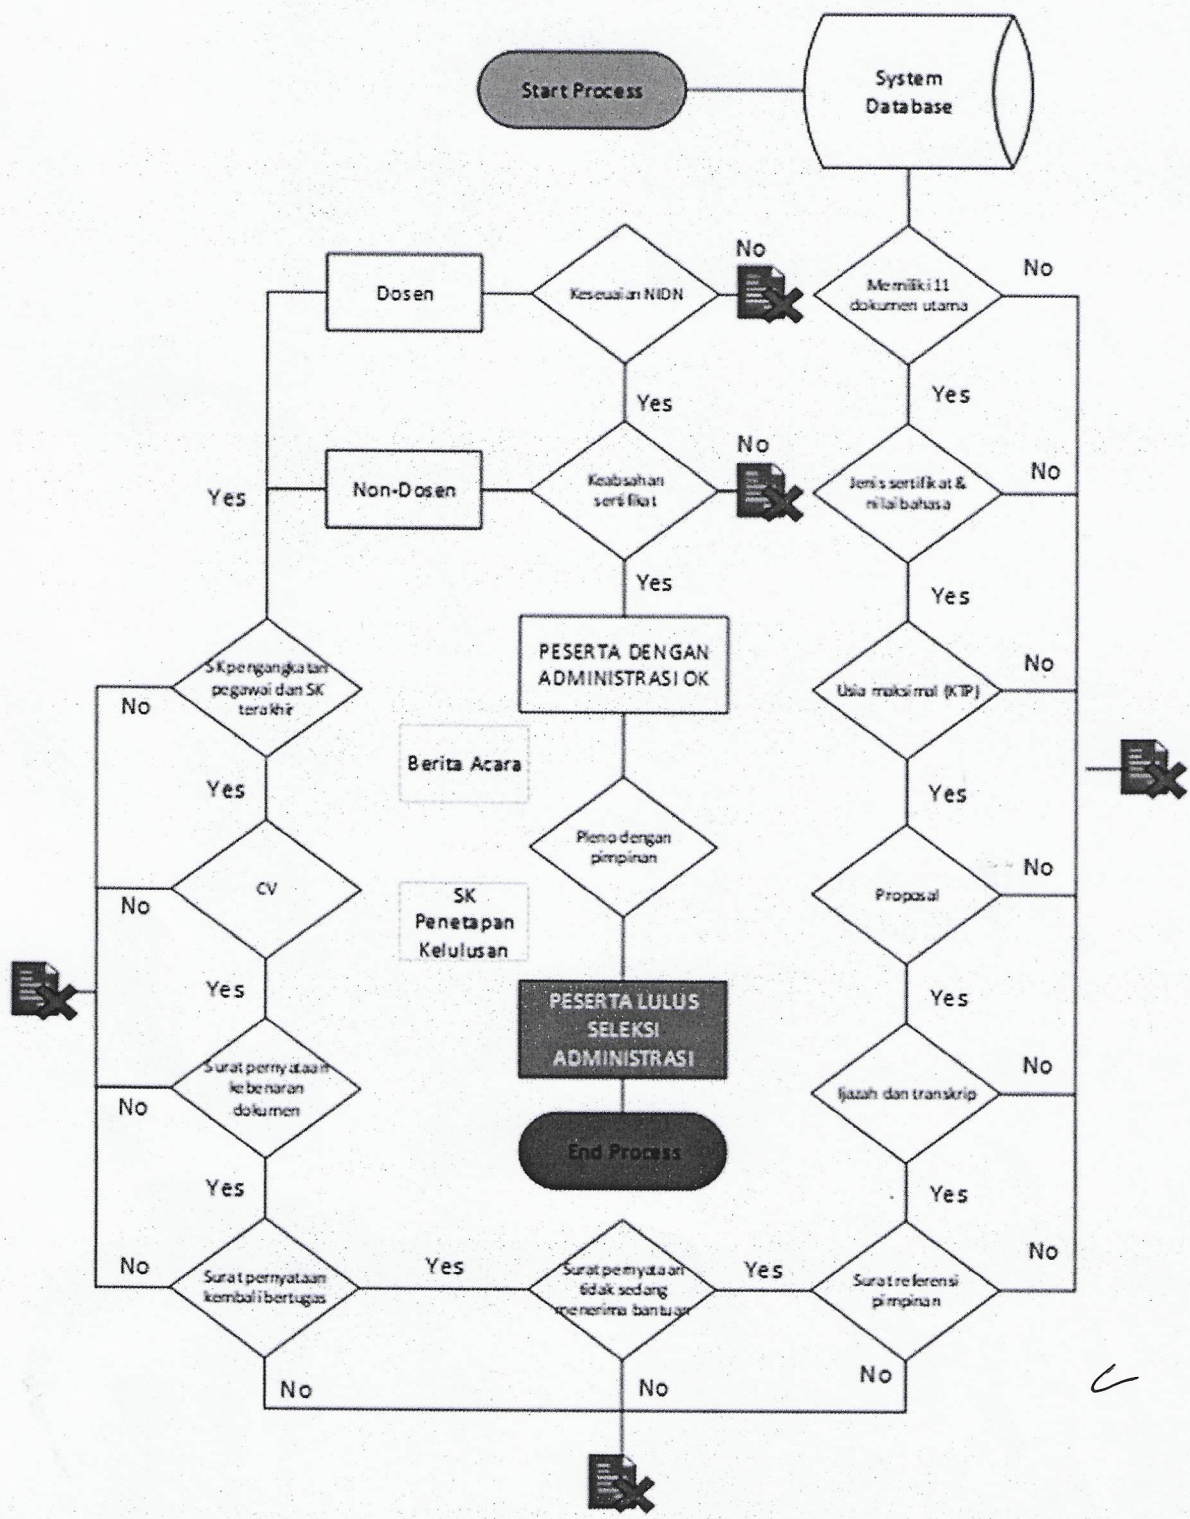 Start Process
System
Database
Memiliki 11
dokumen utama
No
Yes
Jenis sertifikat &
nilai bahasa
No
Yes
Usia maksimal (KTP)
No
Yes
Proposal
No
Yes
Ijazah dan transkrip
No
Yes
Surat referensi
pimpinan
No
No
Yes
Surat pernyataan
tidak sedang
menerima bantuan
No
Yes
Surat pernyataan
kembali bertugas
No
No
Yes
Surat pernyataan
kebenaran
dokumen
No
Yes
CV
No
Yes
SK pengangkatan
pegawai dan SK
terakhir
No
Yes
Dosen
Keseuaian NIDN
No
Yes
Non-Dosen
Keabsahan
sertifikat
No
Yes
PESERTA DENGAN
ADMINISTRASI OK
Berita Acara
Pleno dengan
pimpinan
SK
Penetapan
Kelulusan
PESERTA LULUS
SELEKSI
ADMINISTRASI
End Process